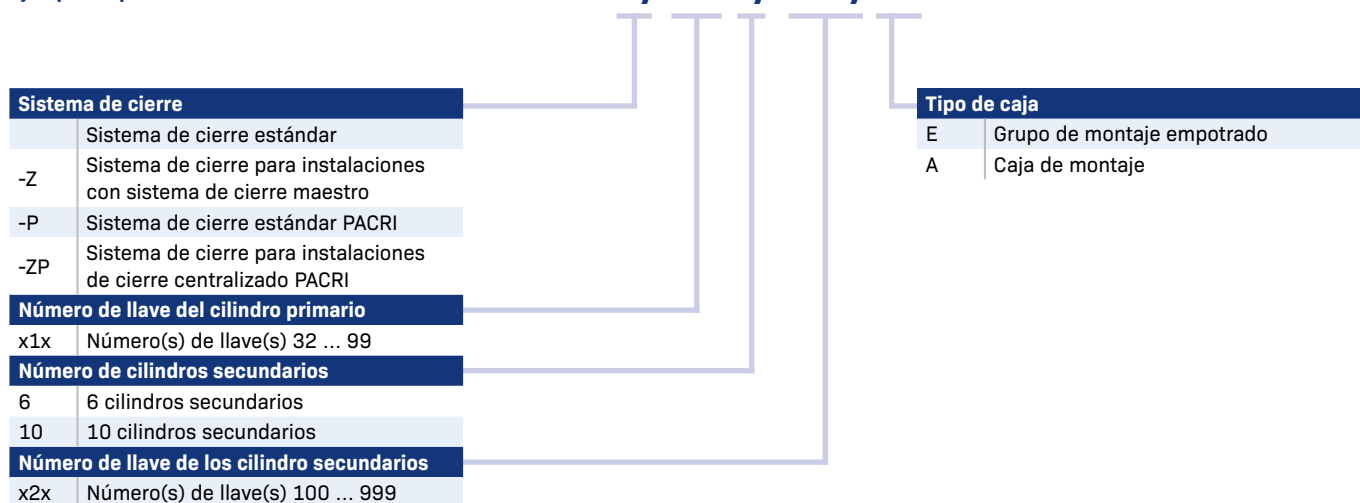 Sistema de cierre
Sistema de cierre estándar
-Z Sistema de cierre para instalaciones
con sistema de cierre maestro
-P Sistema de cierre estándar PACRI
-ZP Sistema de cierre para instalaciones
de cierre centralizado PACRI
Número de llave del cilindro primario
x1x Número(s) de llave(s) 32 ... 99
Número de cilindros secundarios
6 6 cilindros secundarios
10 10 cilindros secundarios
Número de llave de los cilindro secundarios
x2x Número(s) de llave(s) 100 ... 999
Tipo de caja
E Grupo de montaje empotrado
A Caja de montaje